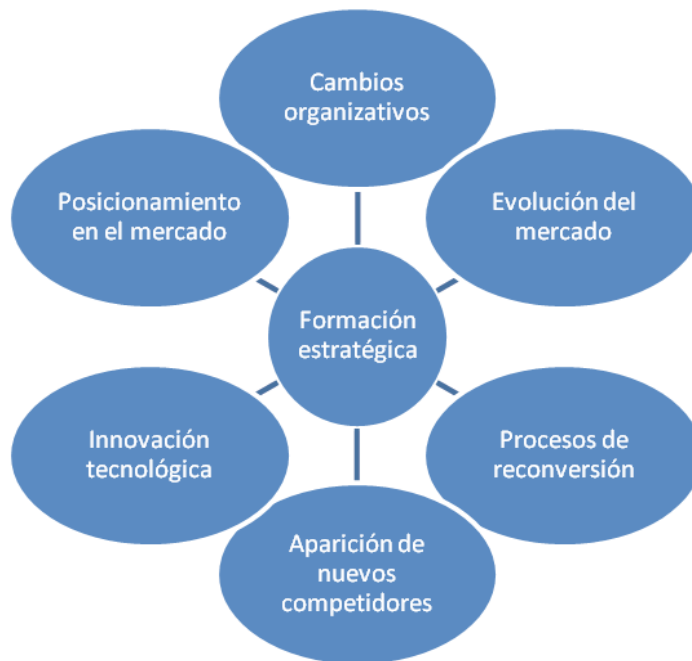 Cambios
organizativos
Posicionamiento
en el mercado
Evolución del
mercado
Formación
estratégica
Innovación
tecnológica
Procesos de
reconversión
Aparición de
nuevos
competidores